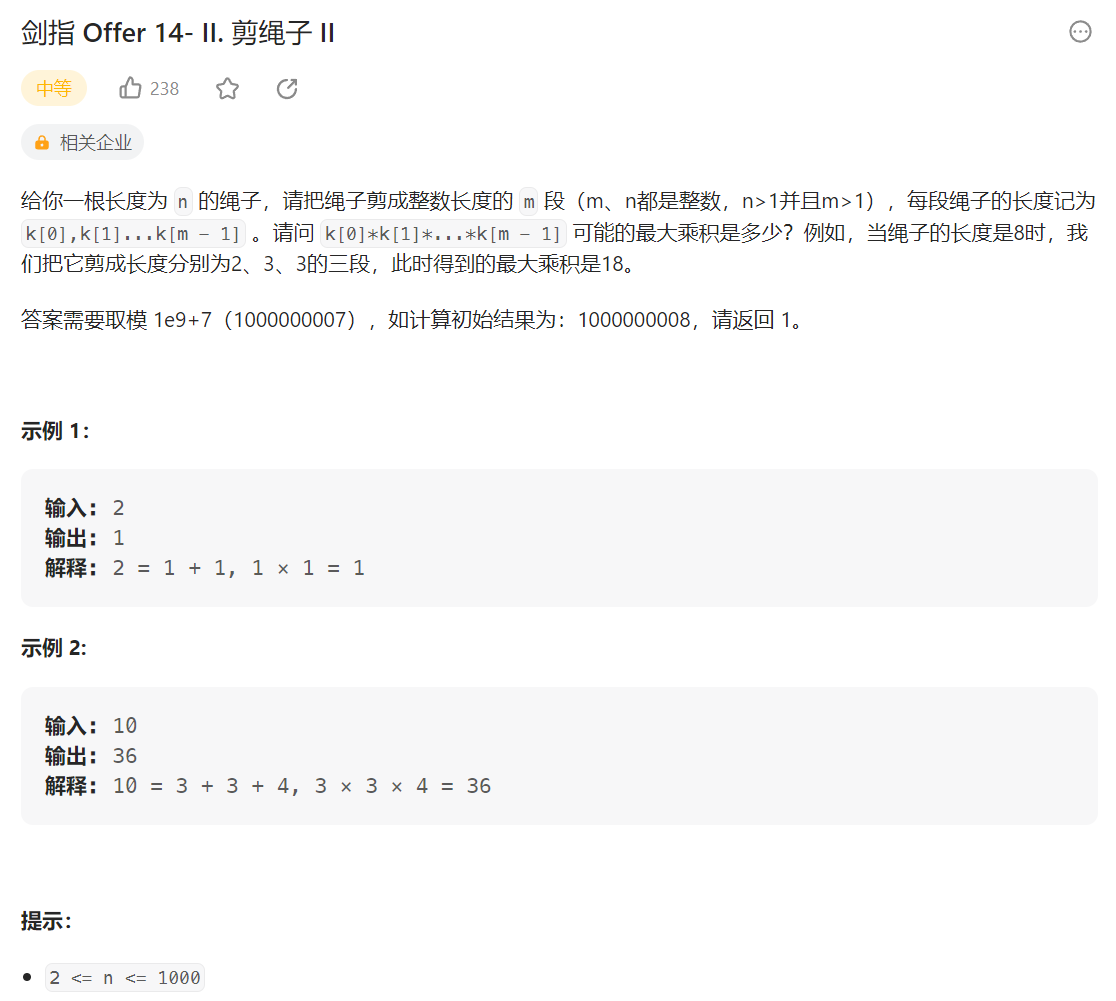 剑指 Offer 14- II. 剪绳子 II
中等 238
相关企业
给你一根长度为 n 的绳子，请把绳子剪成整数长度的 m 段（m、n都是整数，n>1并且m>1），每段绳子的长度记为
k[0],k[1]...k[m - 1] 。请问 k[0]*k[1]*...*k[m - 1] 可能的最大乘积是多少？例如，当绳子的长度是8时，我
们把它剪成长度分别为2、3、3的三段，此时得到的最大乘积是18。
答案需要取模 1e9+7（1000000007），如计算初始结果为：1000000008，请返回 1。
示例 1：
输入：2
输出：1
解释：2 = 1 + 1, 1 × 1 = 1
示例 2:
输入：10
输出：36
解释：10 = 3 + 3 + 4, 3 × 3 × 4 = 36
提示：
• 2 <= n <= 1000